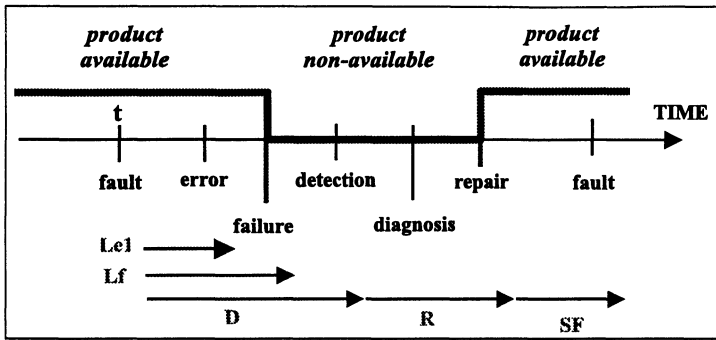 product available
product non-available
product available
t
TIME
fault
error
detection
repair
fault
failure
diagnosis
Le1
Lf
D
R
SF